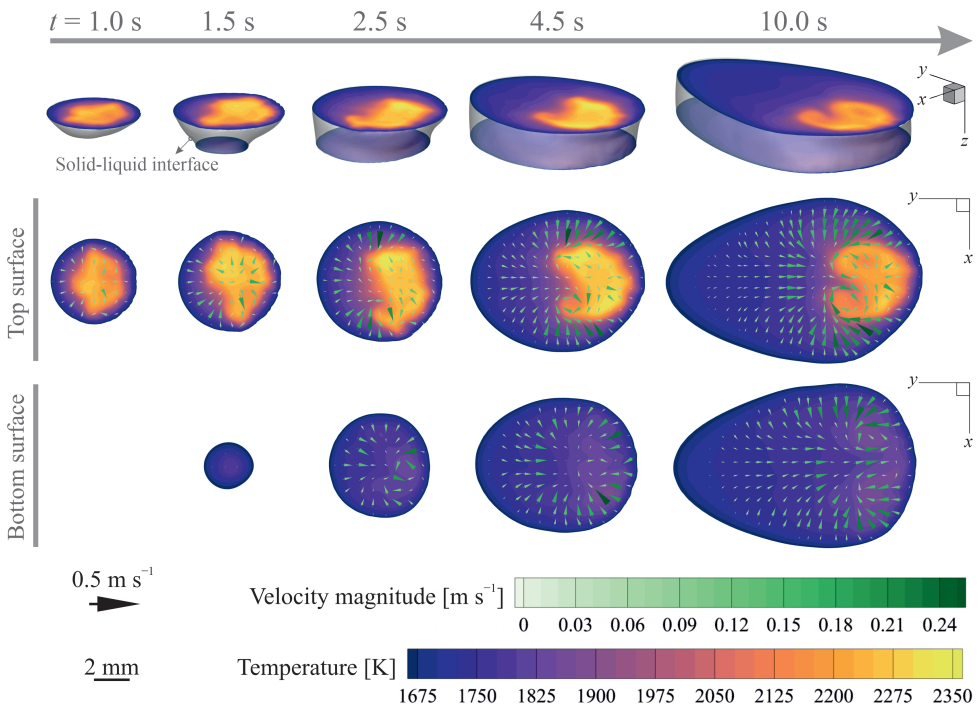 t = 1.0 s 1.5 s 2.5 s 4.5 s 10.0 s
y
x
z
Solid-liquid interface
Top surface
y
x
Bottom surface
y
x
0.5 m s⁻¹
Velocity magnitude [m s⁻¹]
0 0.03 0.06 0.09 0.12 0.15 0.18 0.21 0.24
2 mm
Temperature [K]
1675 1750 1825 1900 1975 2050 2125 2200 2275 2350